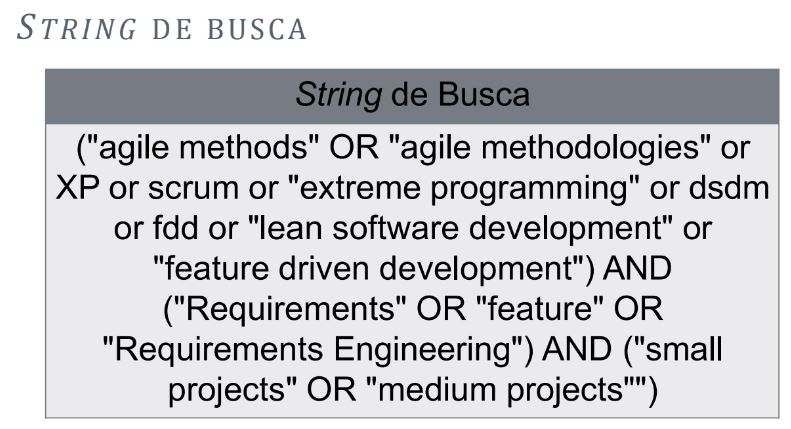 STRING DE BUSCA
String de Busca
("agile methods" OR "agile methodologies" or
XP or scrum or "extreme programming" or dsdm
or fdd or "lean software development" or
"feature driven development") AND
("Requirements" OR "feature" OR
"Requirements Engineering") AND ("small
projects" OR "medium projects"")